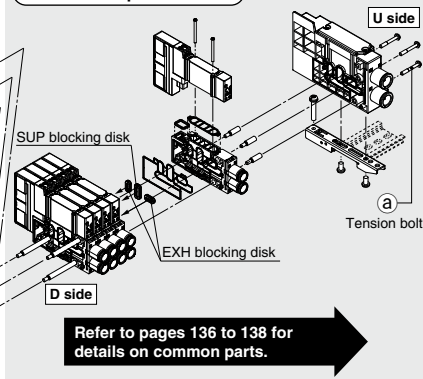 U side
SUP blocking disk
a
Tension bolt
EXH blocking disk
D side
Refer to pages 136 to 138 for
details on common parts.